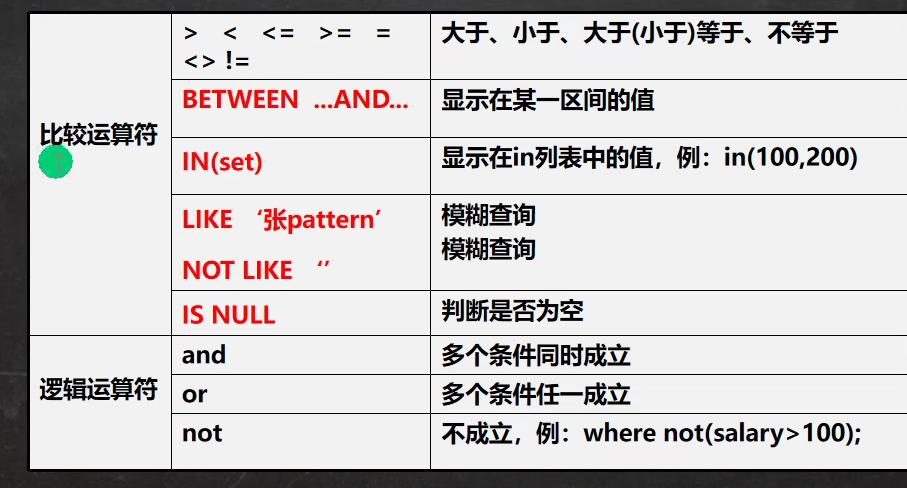 比较运算符
> < <= >= =
<> !=
大于、小于、大于(小于)等于、不等于
BETWEEN ...AND...
显示在某一区间的值
IN(set)
显示在in列表中的值，例：in(100,200)
LIKE ‘张pattern’
NOT LIKE ‘’
模糊查询
模糊查询
IS NULL
判断是否为空
逻辑运算符
and
多个条件同时成立
or
多个条件任一成立
not
不成立，例：where not(salary>100);